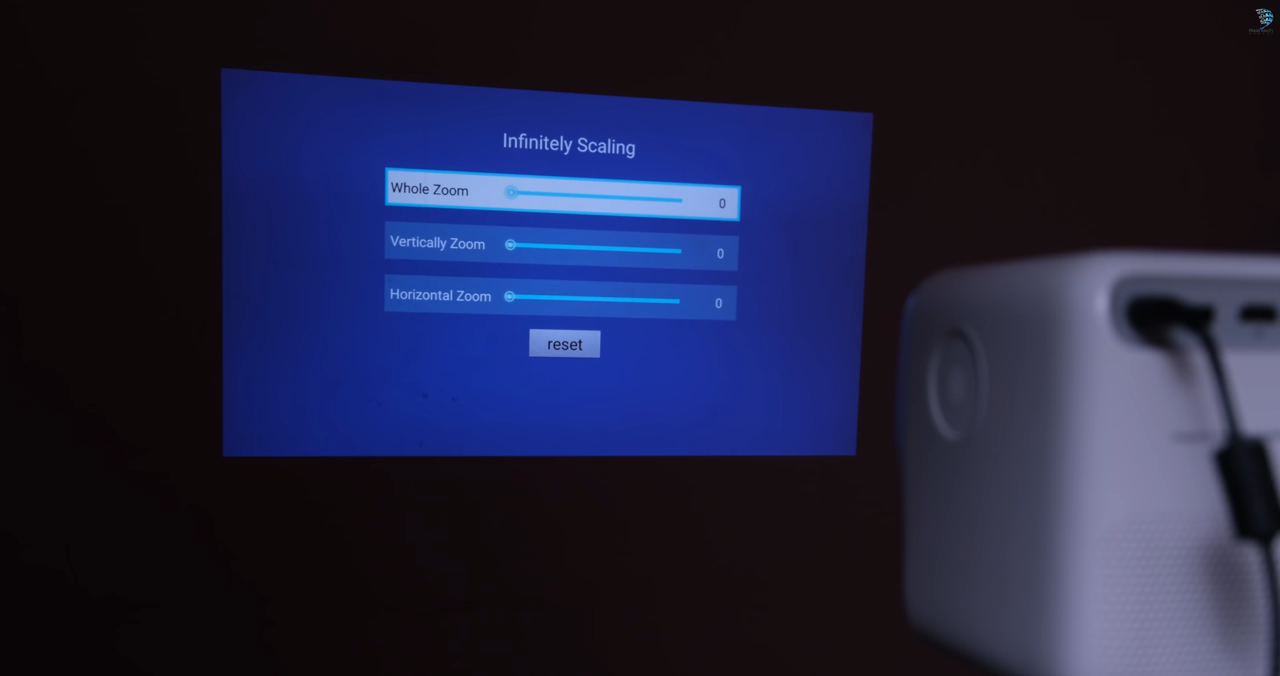 Infinitely Scaling
Whole Zoom 0
Vertically Zoom 0
Horizontal Zoom 0
reset